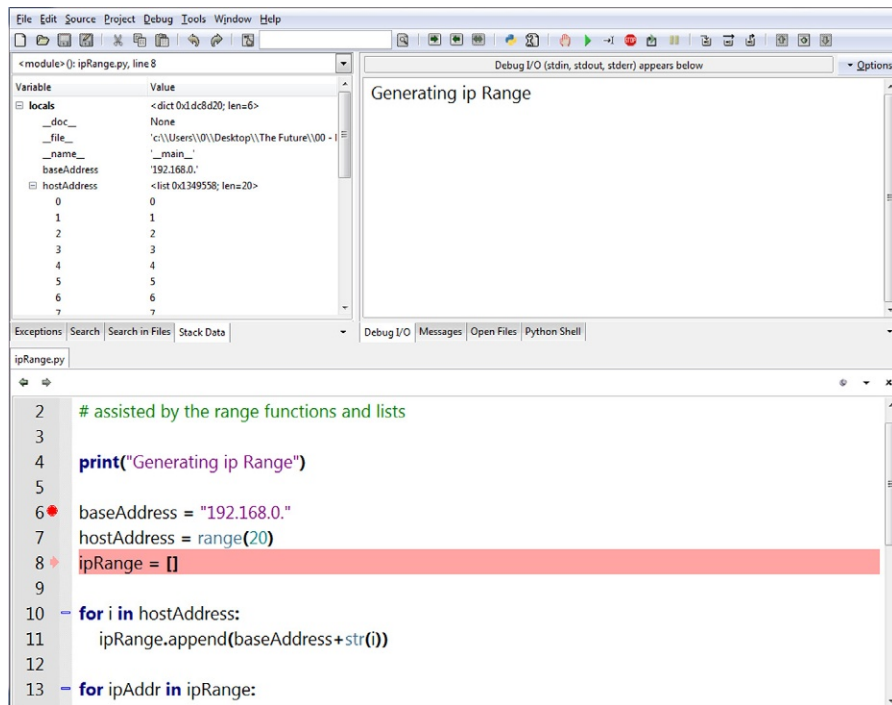 File Edit Source Project Debug Tools Window Help
<module>(): ipRange.py, line 8
Debug I/O (stdin, stdout, stderr) appears below
Options
Variable Value
locals <dict 0x1dc8d20; len=6>
__doc__ None
__file__ 'c:\\Users\\0\\Desktop\\The Future\\00 -
__name__ '__main__'
baseAddress '192.168.0.'
hostAddress <list 0x1349558; len=20>
0 0
1 1
2 2
3 3
4 4
5 5
6 6
7 7
Generating ip Range
Exceptions Search Search in Files Stack Data
Debug I/O Messages Open Files Python Shell
ipRange.py
2 # assisted by the range functions and lists
3
4 print("Generating ip Range")
5
6 baseAddress = "192.168.0."
7 hostAddress = range(20)
8 ipRange = []
9
10 for i in hostAddress:
11 ipRange.append(baseAddress+str(i))
12
13 for ipAddr in ipRange: